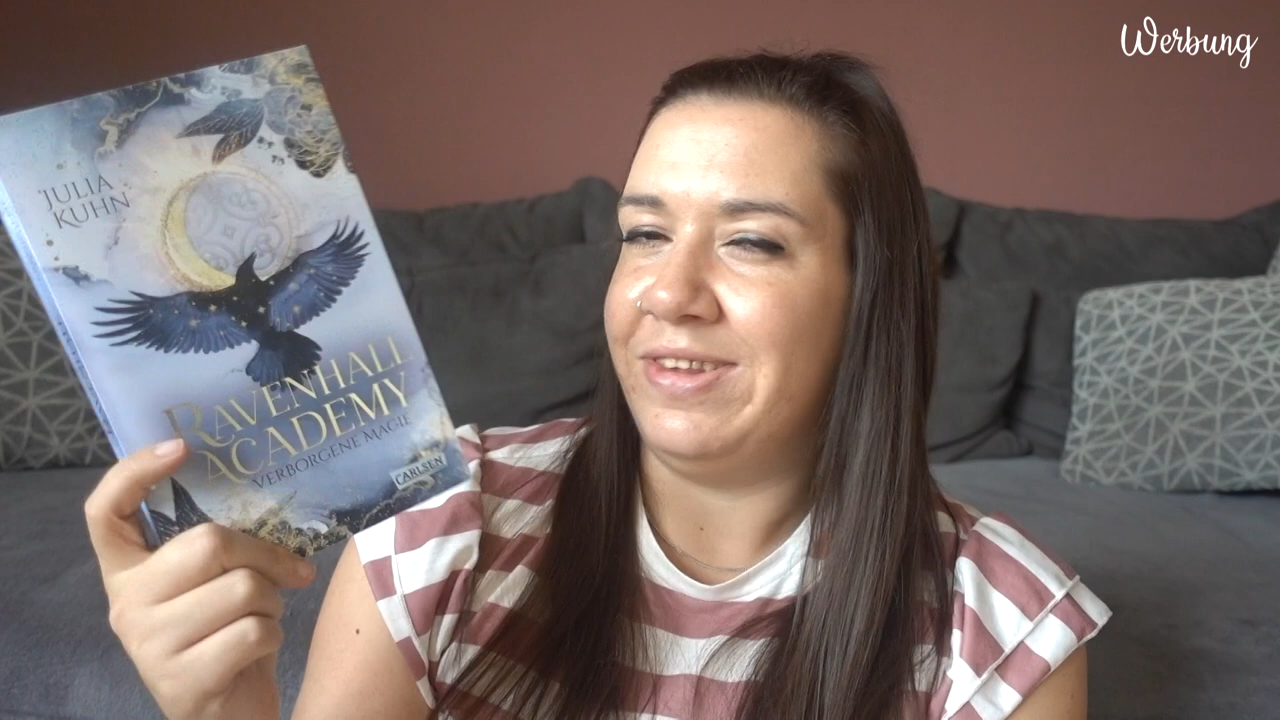 Werbung
JULIA
KUHN
RAVENHALL
ACADEMY
VERBORGENE MAGIE
CARLSEN